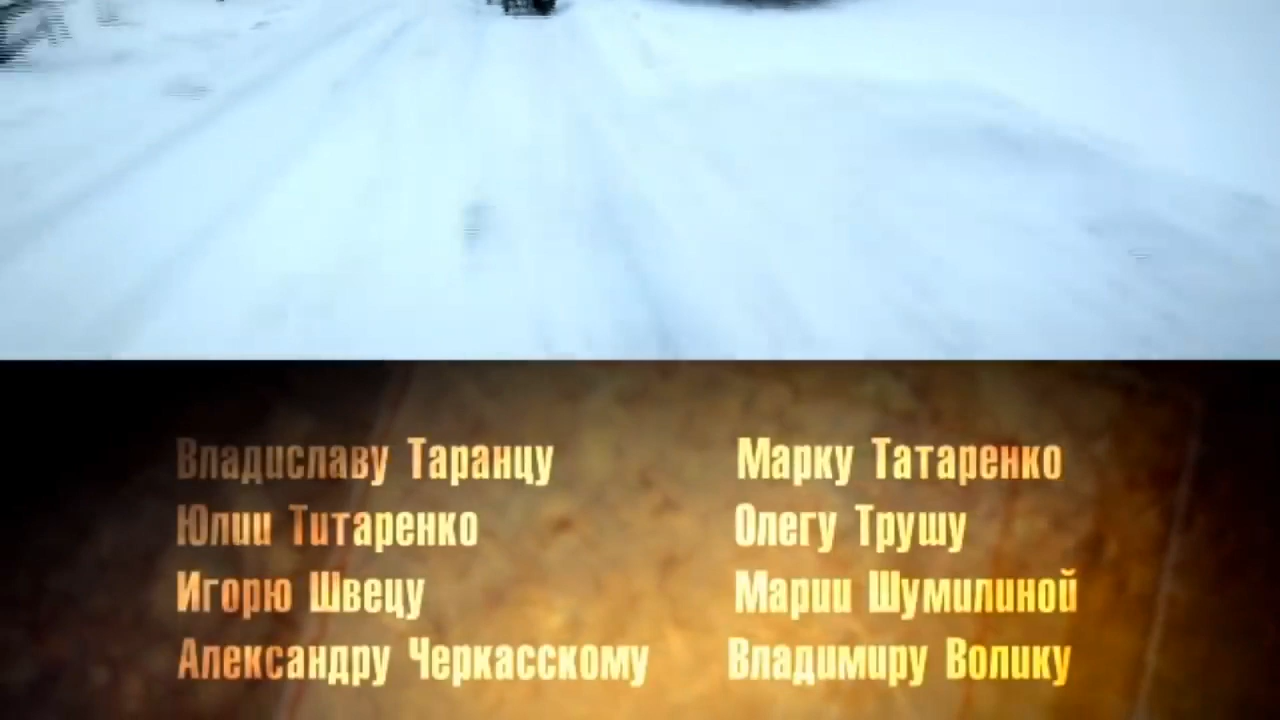 Владиславу Таранцу Марку Татаренко
Юлии Титаренко Олегу Трушу
Игорю Швецу Марии Шумилиной
Александру Черкасскому Владимиру Волику